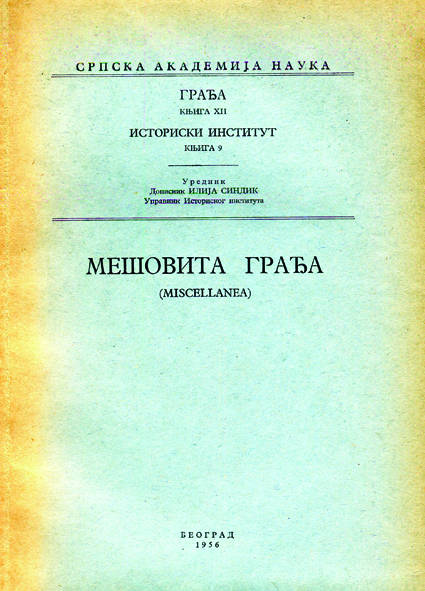 СРПСКА АКАДЕМИЈА НАУКА
ГРАЂА
КЊИГА XII
ИСТОРИСКИ ИНСТИТУТ
КЊИГА 9
Уредник
Дописник ИЛИЈА СИНДИК
Управник Историског института
МЕШОВИТА ГРАЂА
(MISCELLANEA)
БЕОГРАД
1956